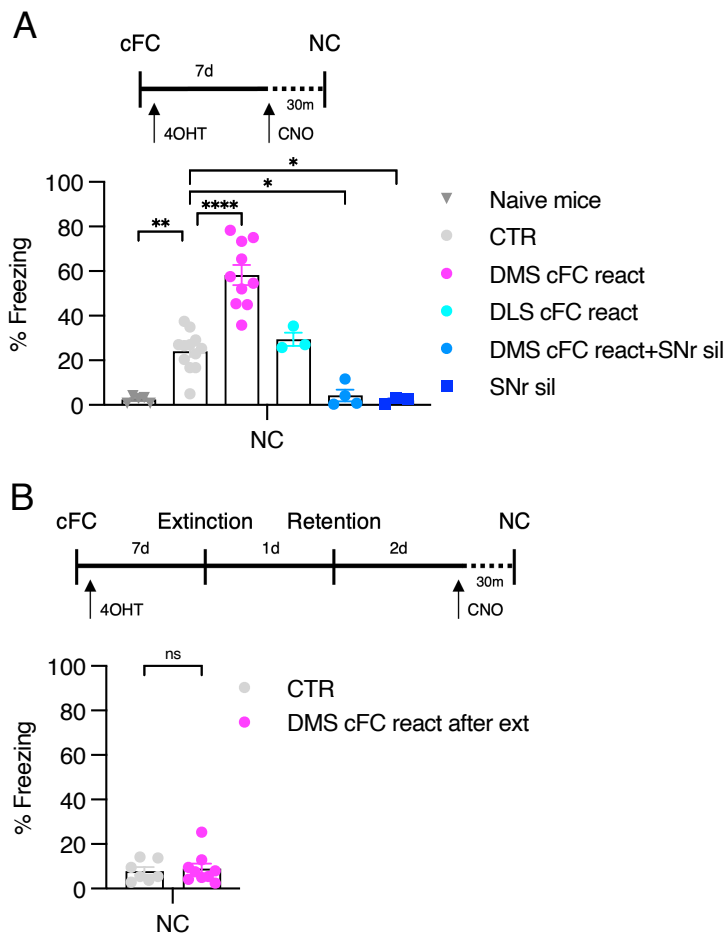 A
cFC NC
7d
30m
4OHT CNO
*
*
****
**
100
80
60
40
20
0
% Freezing
NC
Naive mice
CTR
DMS cFC react
DLS cFC react
DMS cFC react+SNr sil
SNr sil
B
cFC Extinction Retention NC
7d 1d 2d
30m
4OHT CNO
ns
100
80
60
40
20
0
% Freezing
NC
CTR
DMS cFC react after ext